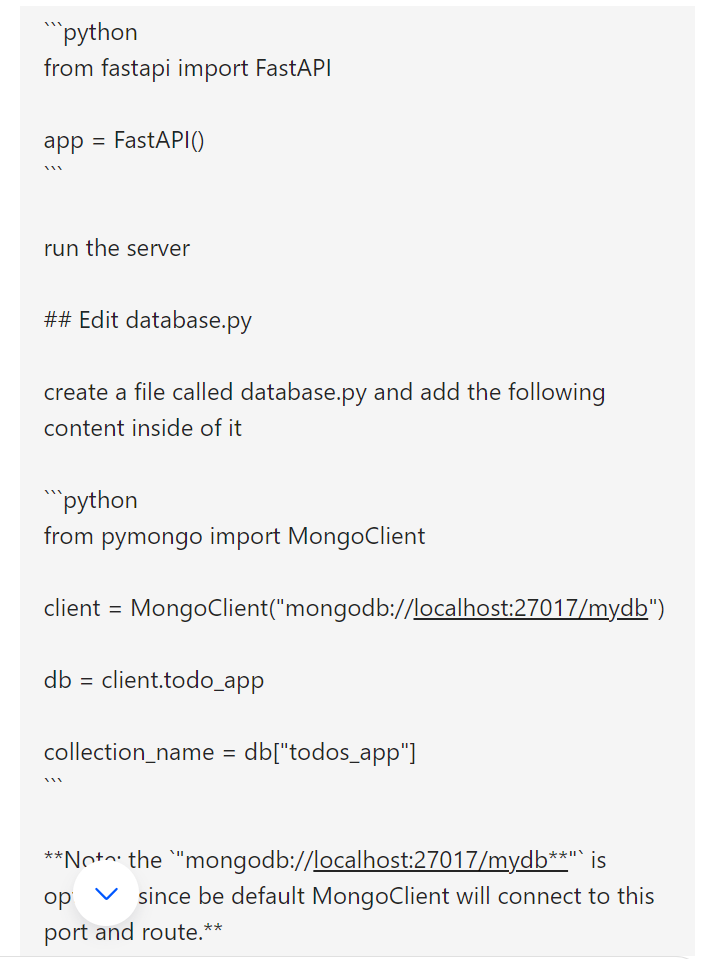 ```python
from fastapi import FastAPI
app = FastAPI()
```
run the server
## Edit database.py
create a file called database.py and add the following
content inside of it
```python
from pymongo import MongoClient
client = MongoClient("mongodb://localhost:27017/mydb")
db = client.todo_app
collection_name = db["todos_app"]
```
**Note: the `"mongodb://localhost:27017/mydb**"` is
since be default MongoClient will connect to this
port and route.**